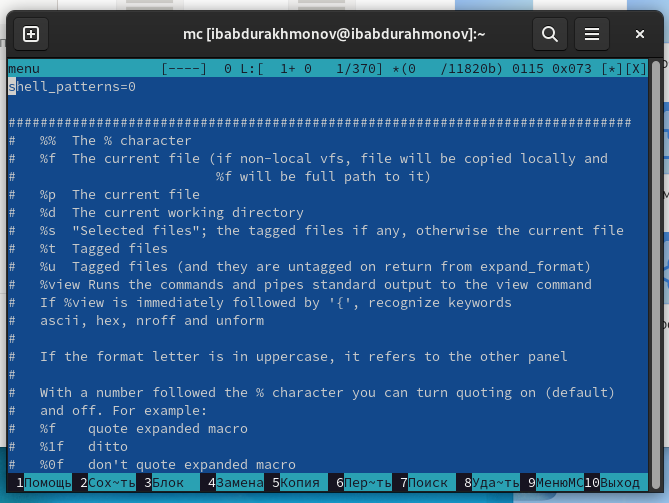 mc [ibabdurakhmonov@ibabdurahmonov]:~
menu [----] 0 L:[ 1+ 0 1/370] *(0 /11820b) 0115 0x073 [*][X]
shell_patterns=0
##############################################################################
# %% The % character
# %f The current file (if non-local vfs, file will be copied locally and
# %f will be full path to it)
# %p The current file
# %d The current working directory
# %s "Selected files"; the tagged files if any, otherwise the current file
# %t Tagged files
# %u Tagged files (and they are untagged on return from expand_format)
# %view Runs the commands and pipes standard output to the view command
# If %view is immediately followed by '{', recognize keywords
# ascii, hex, nroff and unform
#
# If the format letter is in uppercase, it refers to the other panel
#
# With a number followed the % character you can turn quoting on (default)
# and off. For example:
# %f quote expanded macro
# %1f ditto
# %0f don't quote expanded macro
1Помощь 2Сох~ть 3Блок 4Замена 5Копия 6Пер~ть 7Поиск 8Уда~ть 9МенюMC 10Выход